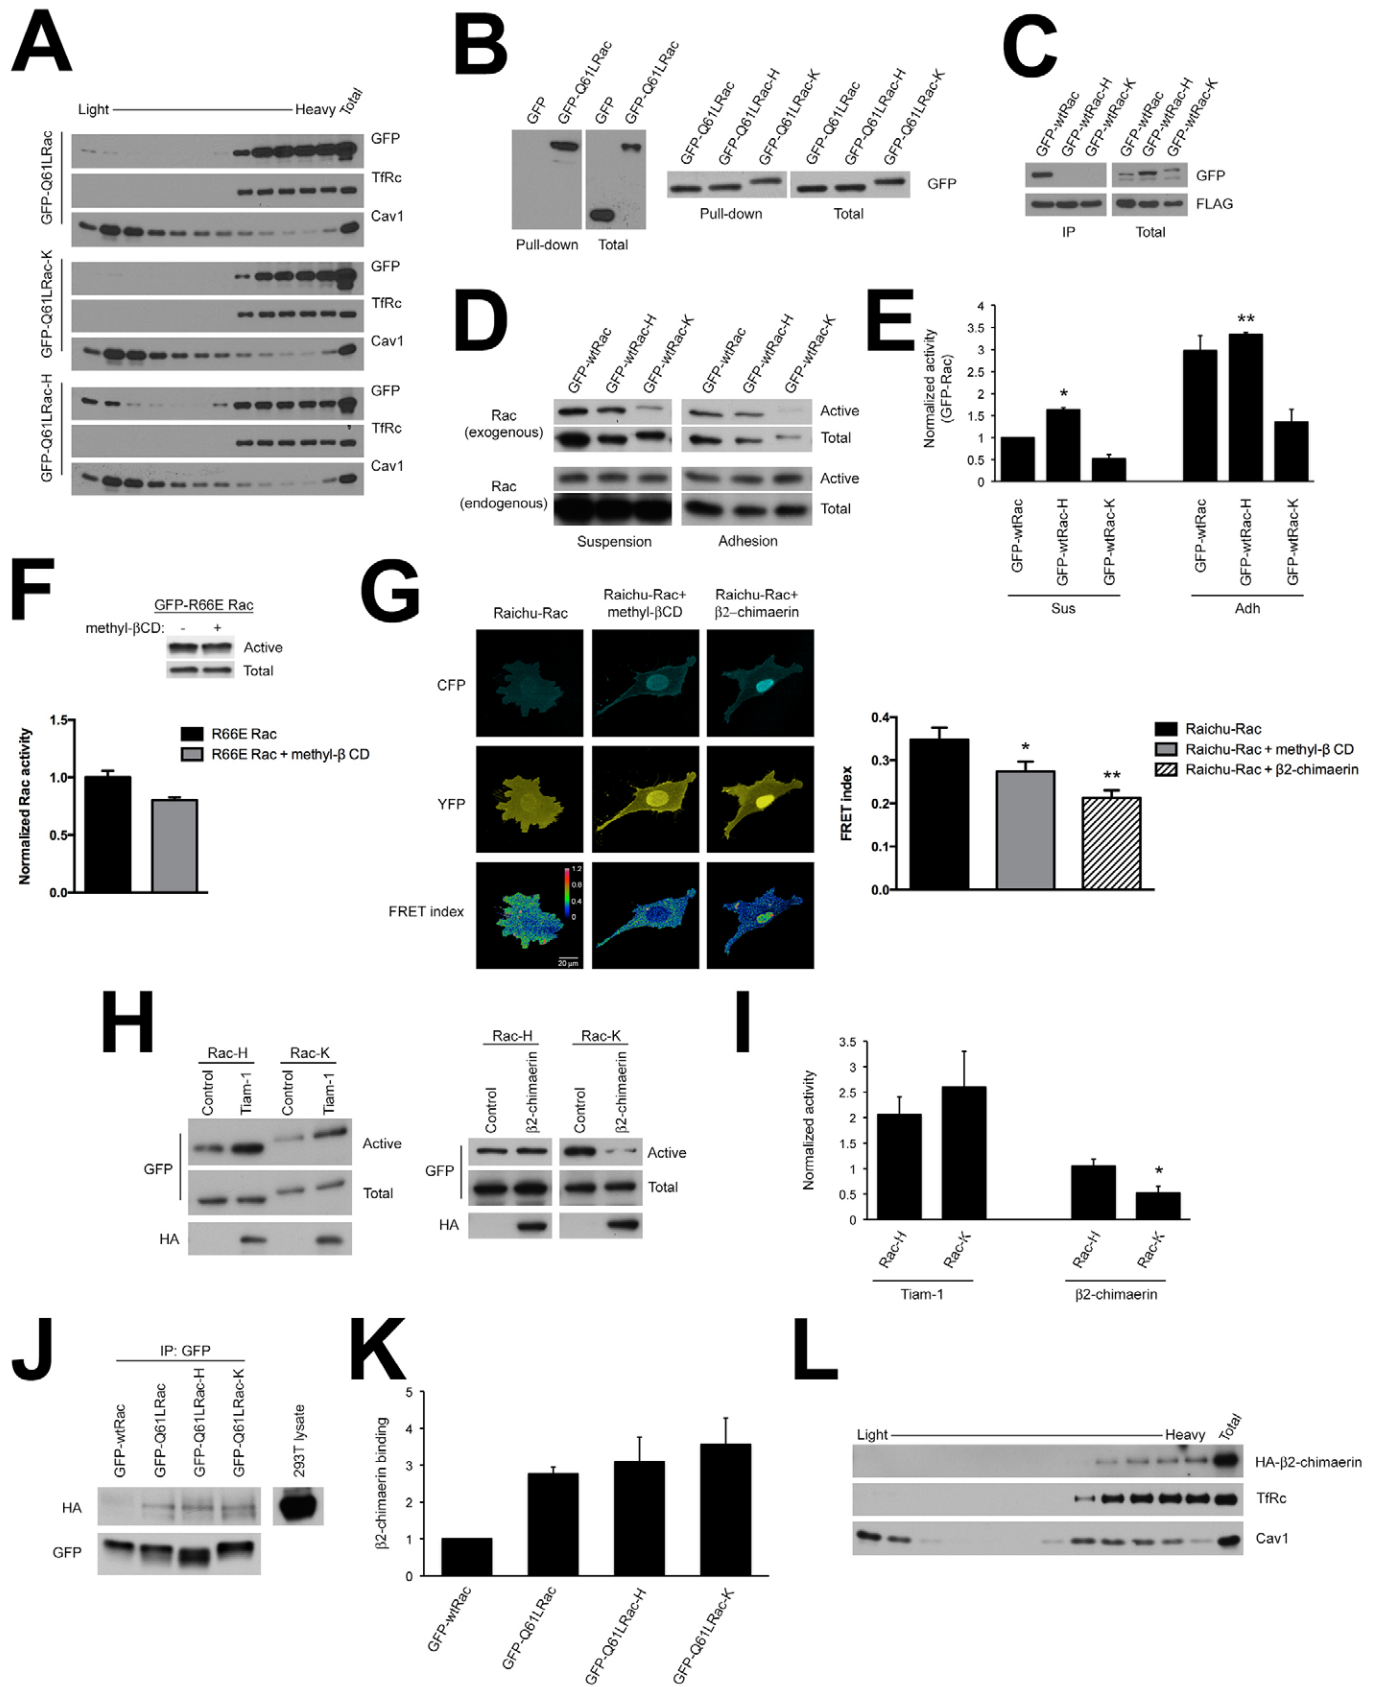 A
Light
Heavy
Total
GFP-Q61LRac
GFP
TfRc
Cav1
GFP-Q61LRac-K
GFP
TfRc
Cav1
GFP-Q61LRac-H
GFP
TfRc
Cav1
B
GFP
GFP-Q61LRac
GFP
GFP-Q61LRac
Pull-down
Total
GFP-Q61LRac
GFP-Q61LRac-H
GFP-Q61LRac-K
GFP-Q61LRac
GFP-Q61LRac-H
GFP-Q61LRac-K
GFP
Pull-down
Total
C
GFP-wtRac
GFP-wtRac-H
GFP-wtRac-K
GFP-wtRac
GFP-wtRac-H
GFP-wtRac-K
GFP
FLAG
IP
Total
D
GFP-wtRac
GFP-wtRac-H
GFP-wtRac-K
GFP-wtRac
GFP-wtRac-H
GFP-wtRac-K
Rac
(exogenous)
Active
Total
Rac
(endogenous)
Active
Total
Suspension
Adhesion
E
Normalized activity
(GFP-Rac)
4
3.5
3
2.5
2
1.5
1
0.5
0
*
**
GFP-wtRac
GFP-wtRac-H
GFP-wtRac-K
GFP-wtRac
GFP-wtRac-H
GFP-wtRac-K
Sus
Adh
F
GFP-R66E Rac
methyl-βCD: - +
Active
Total
Normalized Rac activity
1.5
1.0
0.5
0.0
R66E Rac
R66E Rac + methyl-β CD
G
Raichu-Rac
Raichu-Rac+
methyl-βCD
Raichu-Rac+
β2–chimaerin
CFP
YFP
FRET index
1.2
0.8
0.4
0
20 μm
FRET index
0.4
0.3
0.2
0.1
0.0
*
**
Raichu-Rac
Raichu-Rac + methyl-β CD
Raichu-Rac + β2-chimaerin
H
Rac-H
Rac-K
Control
Tiam-1
Control
Tiam-1
GFP
Active
Total
HA
Rac-H
Rac-K
Control
β2-chimaerin
Control
β2-chimaerin
GFP
Active
Total
HA
I
Normalized activity
3.5
3
2.5
2
1.5
1
0.5
0
*
Rac-H
Rac-K
Rac-H
Rac-K
Tiam-1
β2-chimaerin
J
IP: GFP
GFP-wtRac
GFP-Q61LRac
GFP-Q61LRac-H
GFP-Q61LRac-K
293T lysate
HA
GFP
K
β2-chimaerin binding
5
4
3
2
1
0
GFP-wtRac
GFP-Q61LRac
GFP-Q61LRac-H
GFP-Q61LRac-K
L
Light
Heavy
Total
HA-β2-chimaerin
TfRc
Cav1